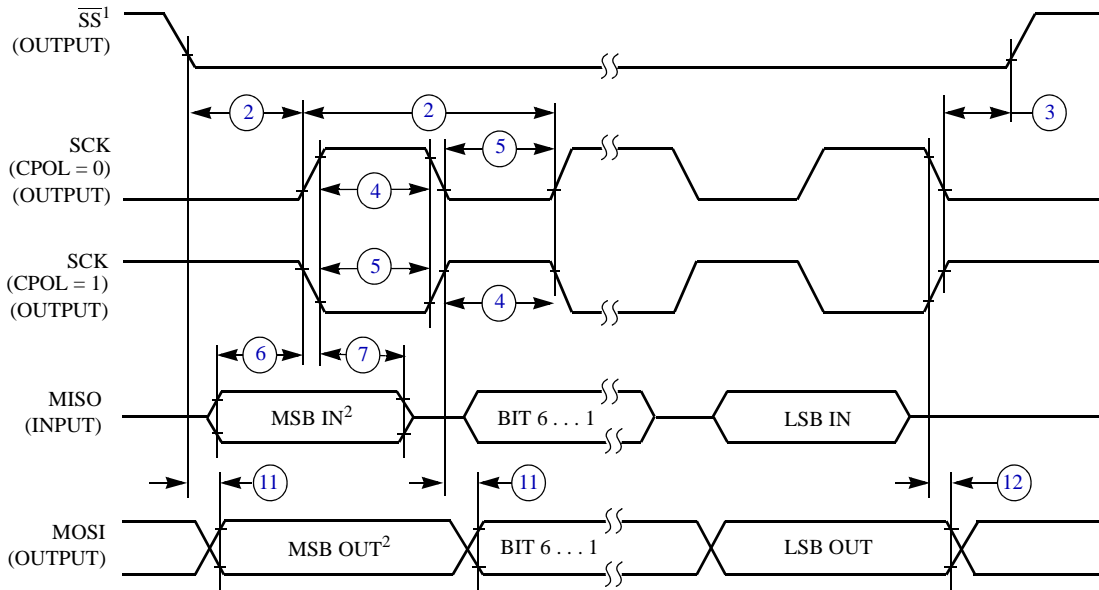 SS¹
(OUTPUT)
2
2
3
SCK
(CPOL = 0)
(OUTPUT)
5
4
SCK
(CPOL = 1)
(OUTPUT)
5
4
6
7
MISO
(INPUT)
MSB IN²
BIT 6 . . . 1
LSB IN
11
11
12
MOSI
(OUTPUT)
MSB OUT²
BIT 6 . . . 1
LSB OUT